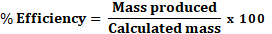 % Efficiency = Mass produced / Calculated mass x 100